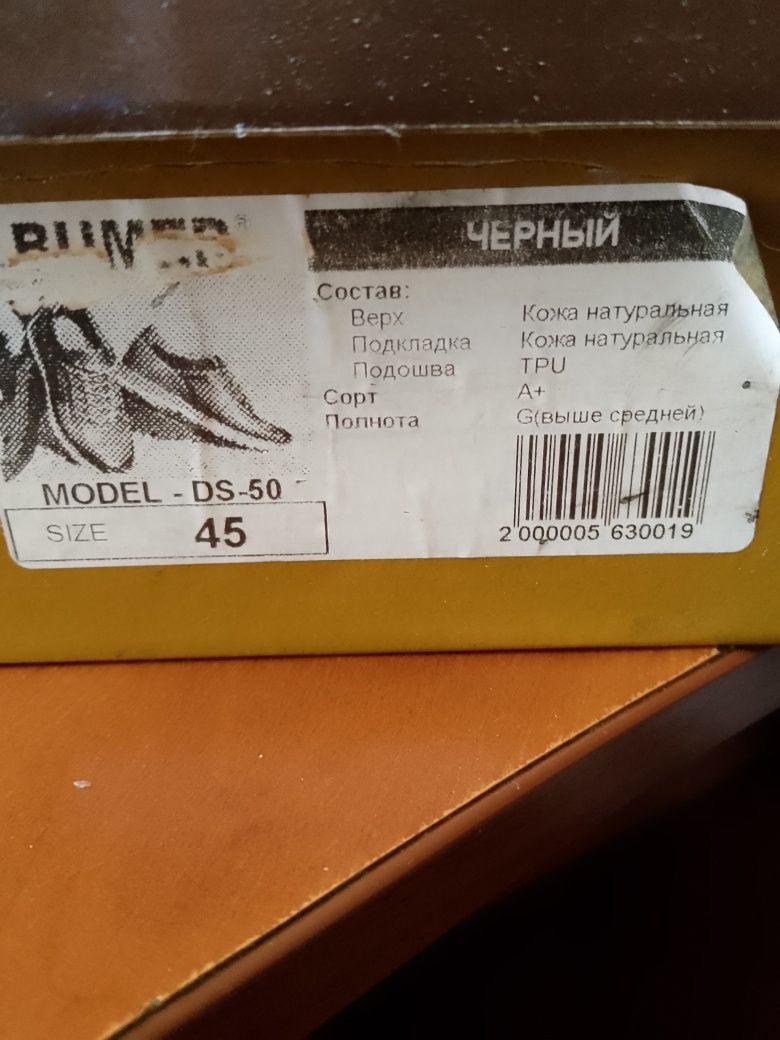 ЧЕРНЫЙ
Состав:
Верх Кожа натуральная
Подкладка Кожа натуральная
Подошва TPU
Сорт A+
Полнота G(выше средней)
MODEL - DS-50
SIZE 45
2 000005 630019